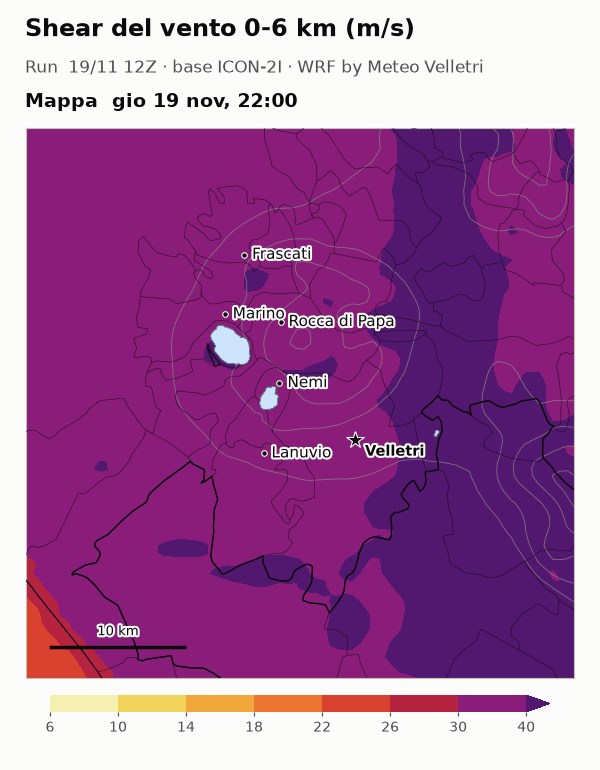 Shear del vento 0-6 km (m/s)
Run  19/11 12Z · base ICON-2I · WRF by Meteo Velletri
Mappa  gio 19 nov, 22:00
Frascati
Marino
Rocca di Papa
Nemi
Velletri
Lanuvio
10 km
6 10 14 18 22 26 30 40